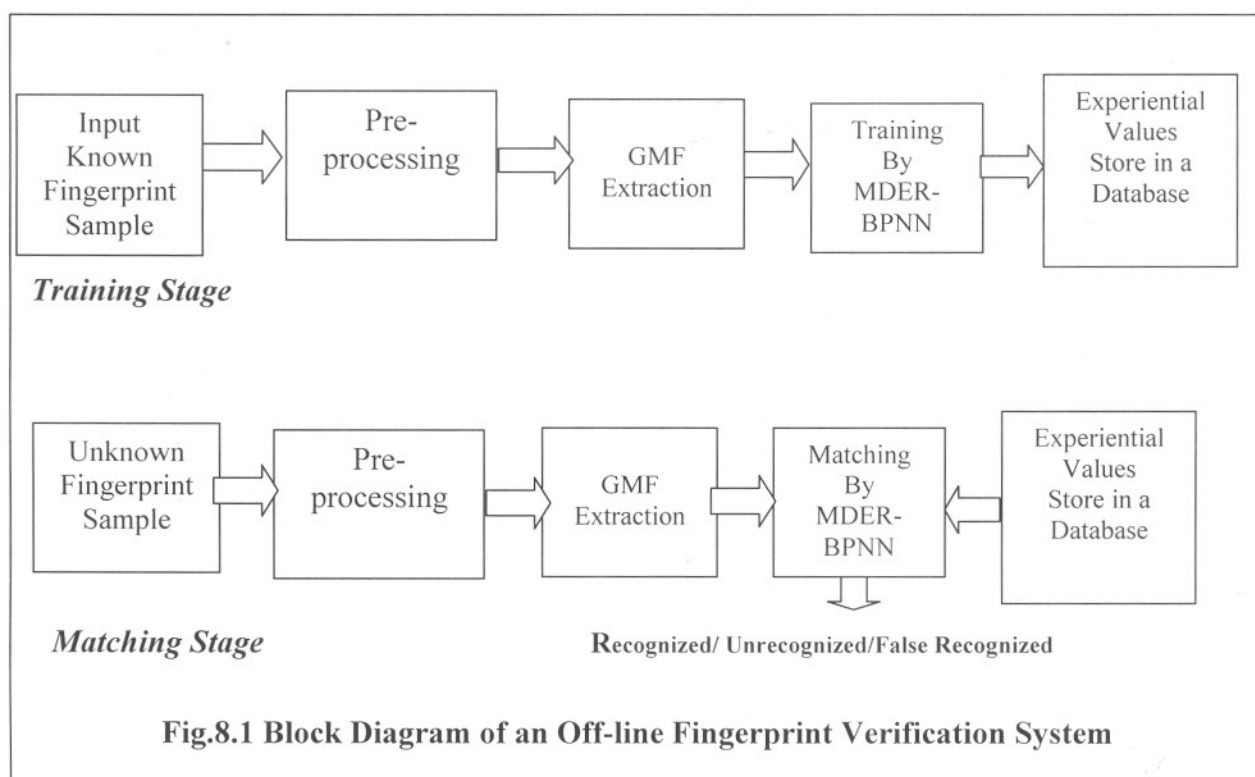 Input
Known
Fingerprint
Sample
Pre-
processing
GMF
Extraction
Training
By
MDER-
BPNN
Experiential
Values
Store in a
Database
Training Stage
Unknown
Fingerprint
Sample
Pre-
processing
GMF
Extraction
Matching
By
MDER-
BPNN
Experiential
Values
Store in a
Database
Matching Stage
Recognized/ Unrecognized/False Recognized
Fig.8.1 Block Diagram of an Off-line Fingerprint Verification System